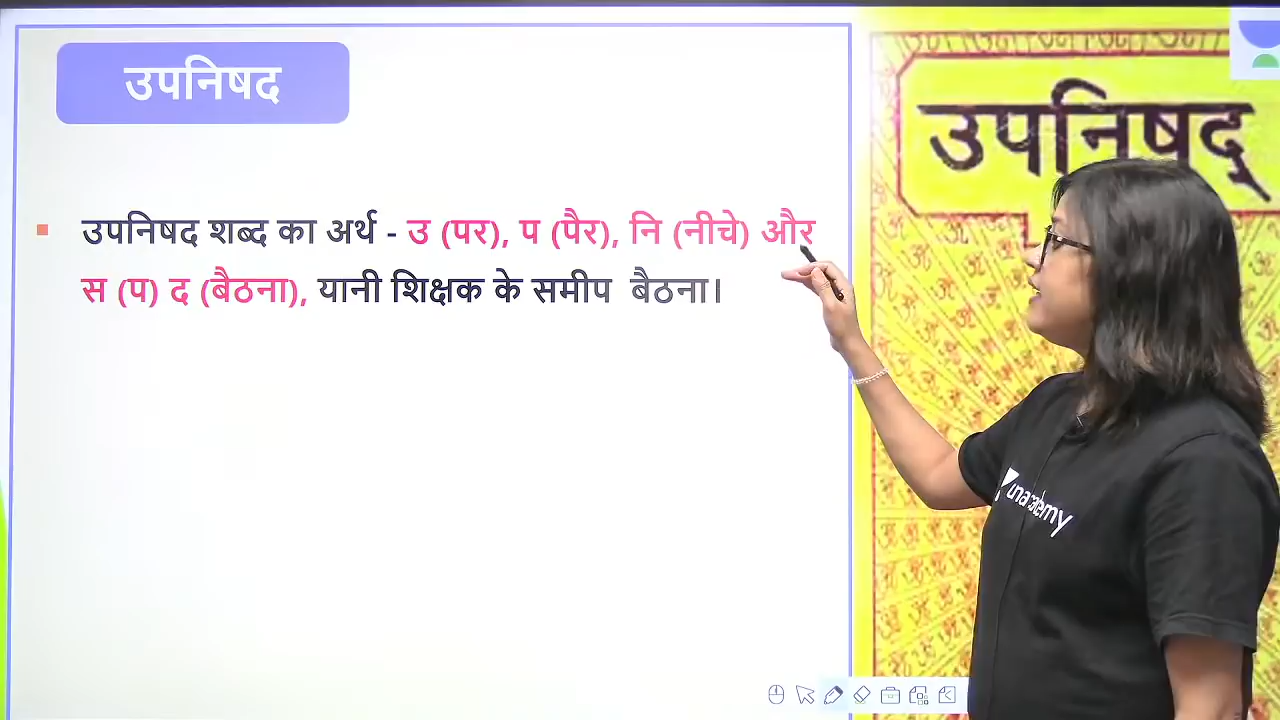 उपनिषद
उपनिषद शब्द का अर्थ - उ (पर), प (पैर), नि (नीचे) और
स (प) द (बैठना), यानी शिक्षक के समीप बैठना।
उपनिषद्
unacademy